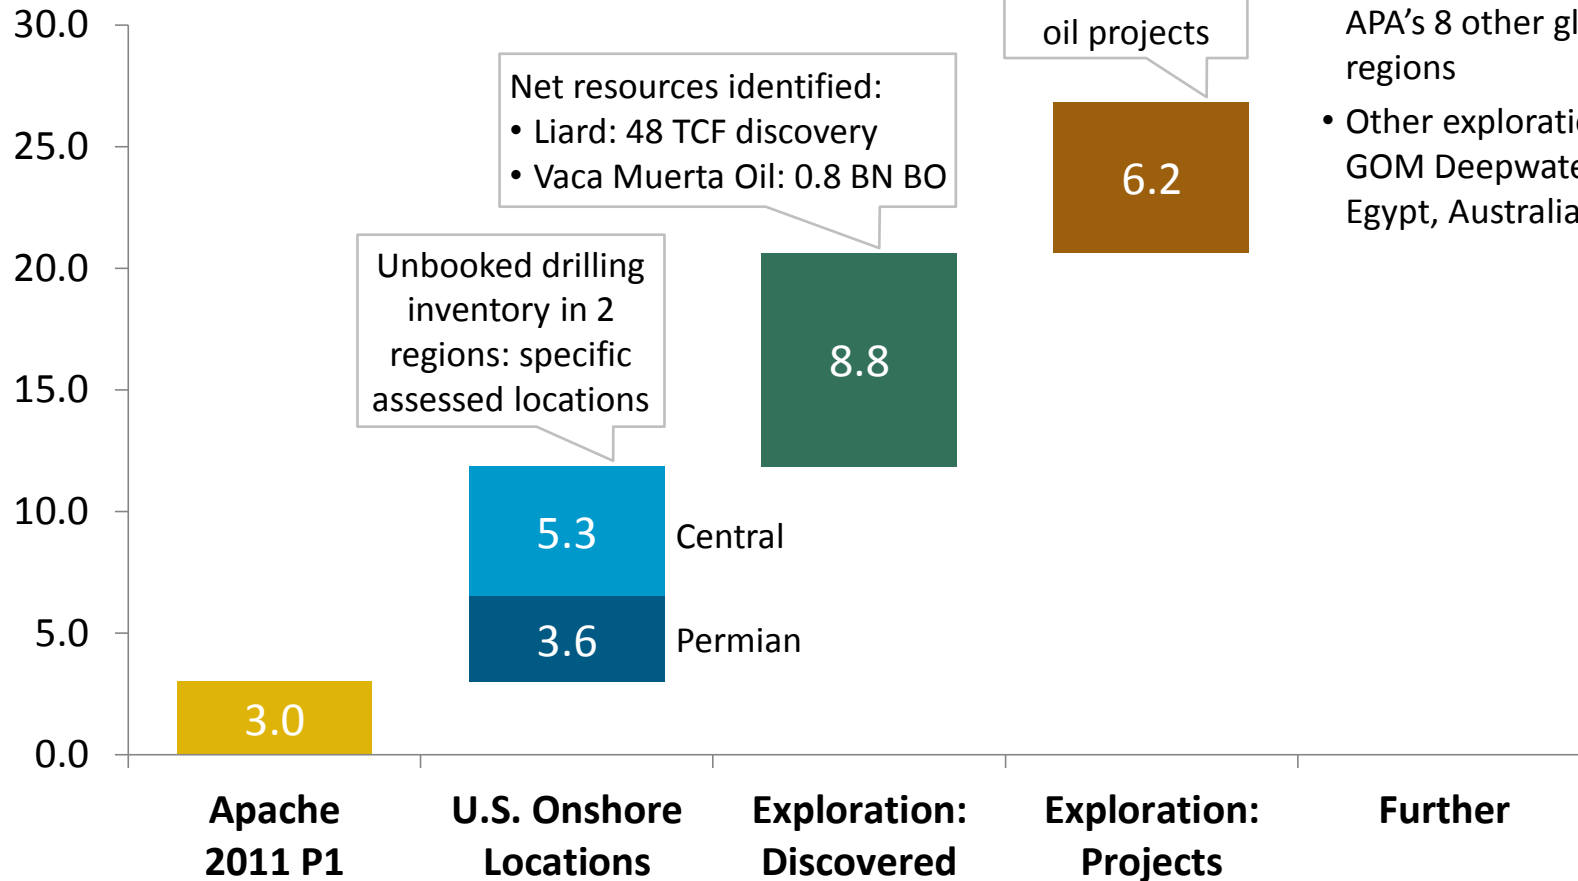 30.0
25.0
20.0
15.0
10.0
5.0
0.0
3.0
Unbooked drilling
inventory in 2
regions: specific
assessed locations
5.3
Central
3.6
Permian
Net resources identified:
• Liard: 48 TCF discovery
• Vaca Muerta Oil: 0.8 BN BO
8.8
oil projects
6.2
APA's 8 other
regions
• Other
GOM
Egypt, Australia
Apache
2011 P1
U.S. Onshore
Locations
Exploration:
Discovered
Exploration:
Projects
Further